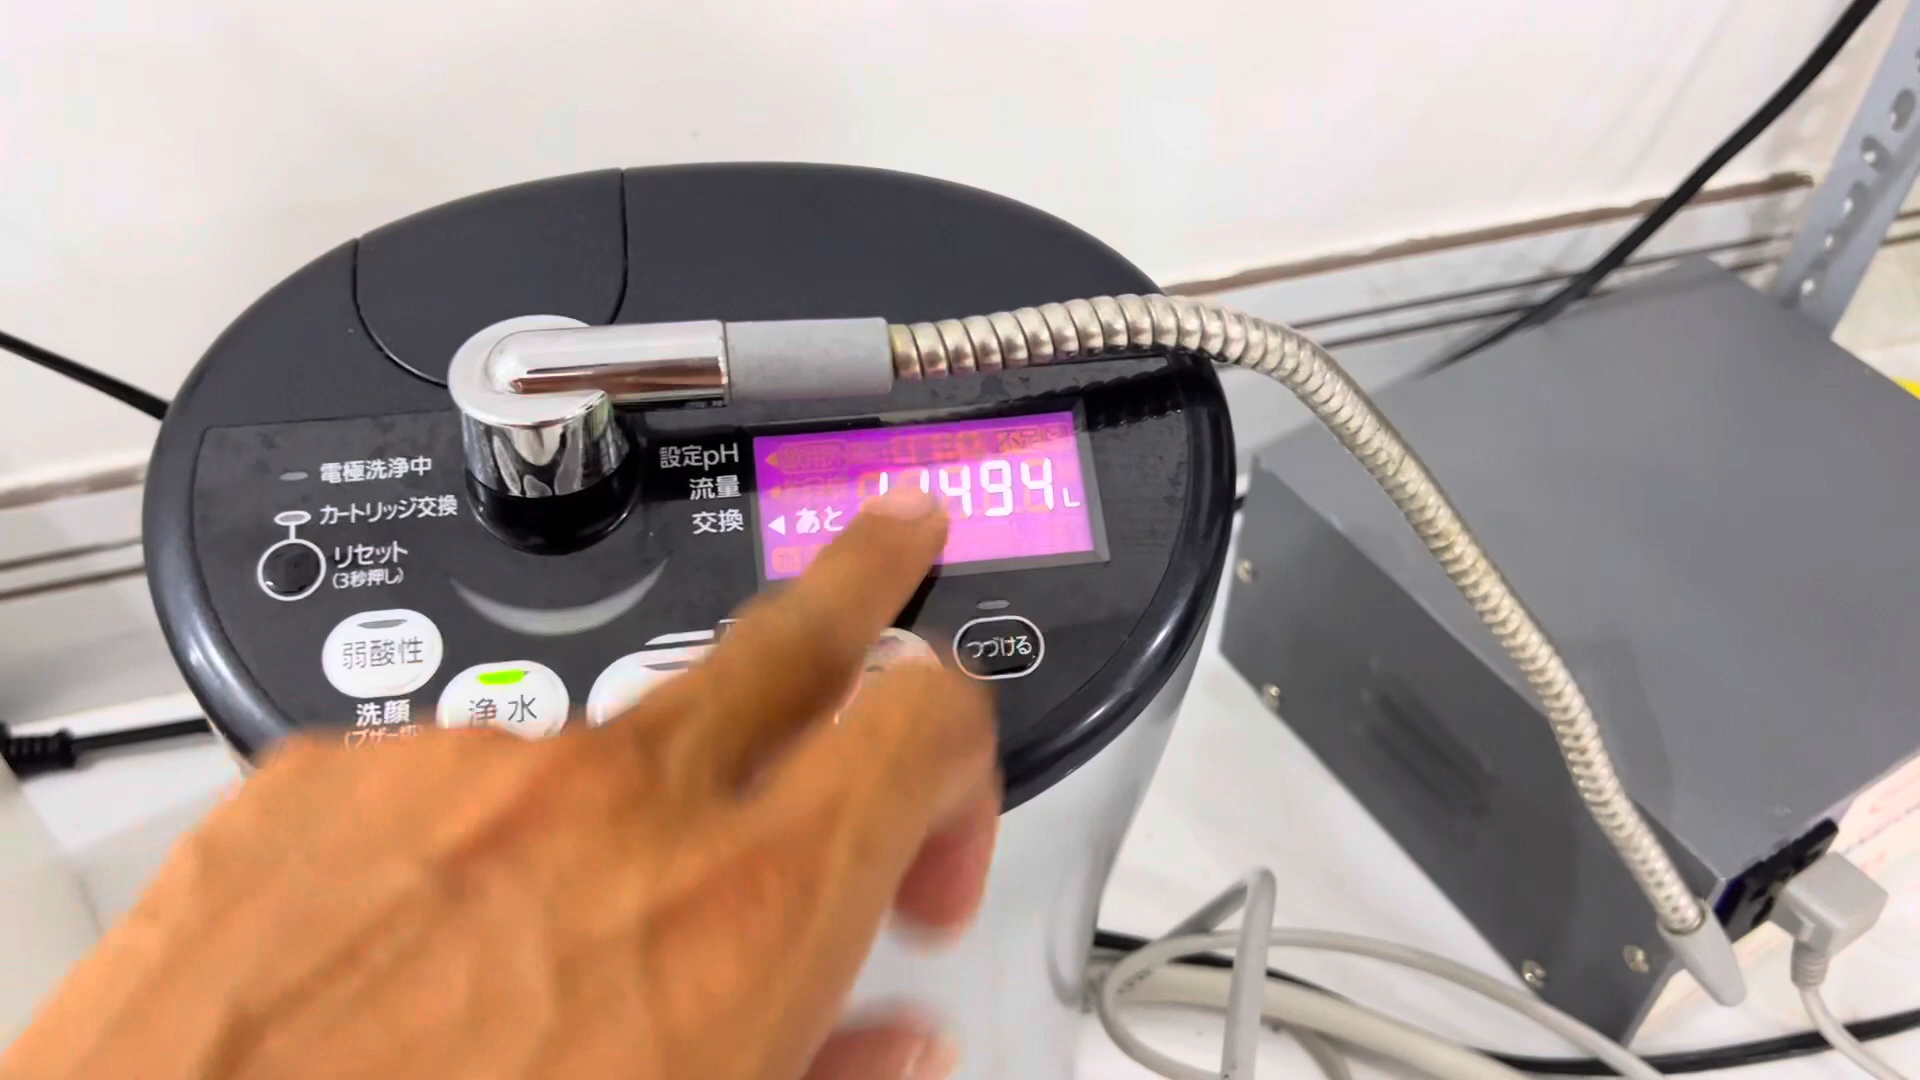 電極洗浄中
カートリッジ交換
リセット
(3秒押し)
設定pH
流量
交換
あと
494L
つづける
弱酸性
浄水
洗顔